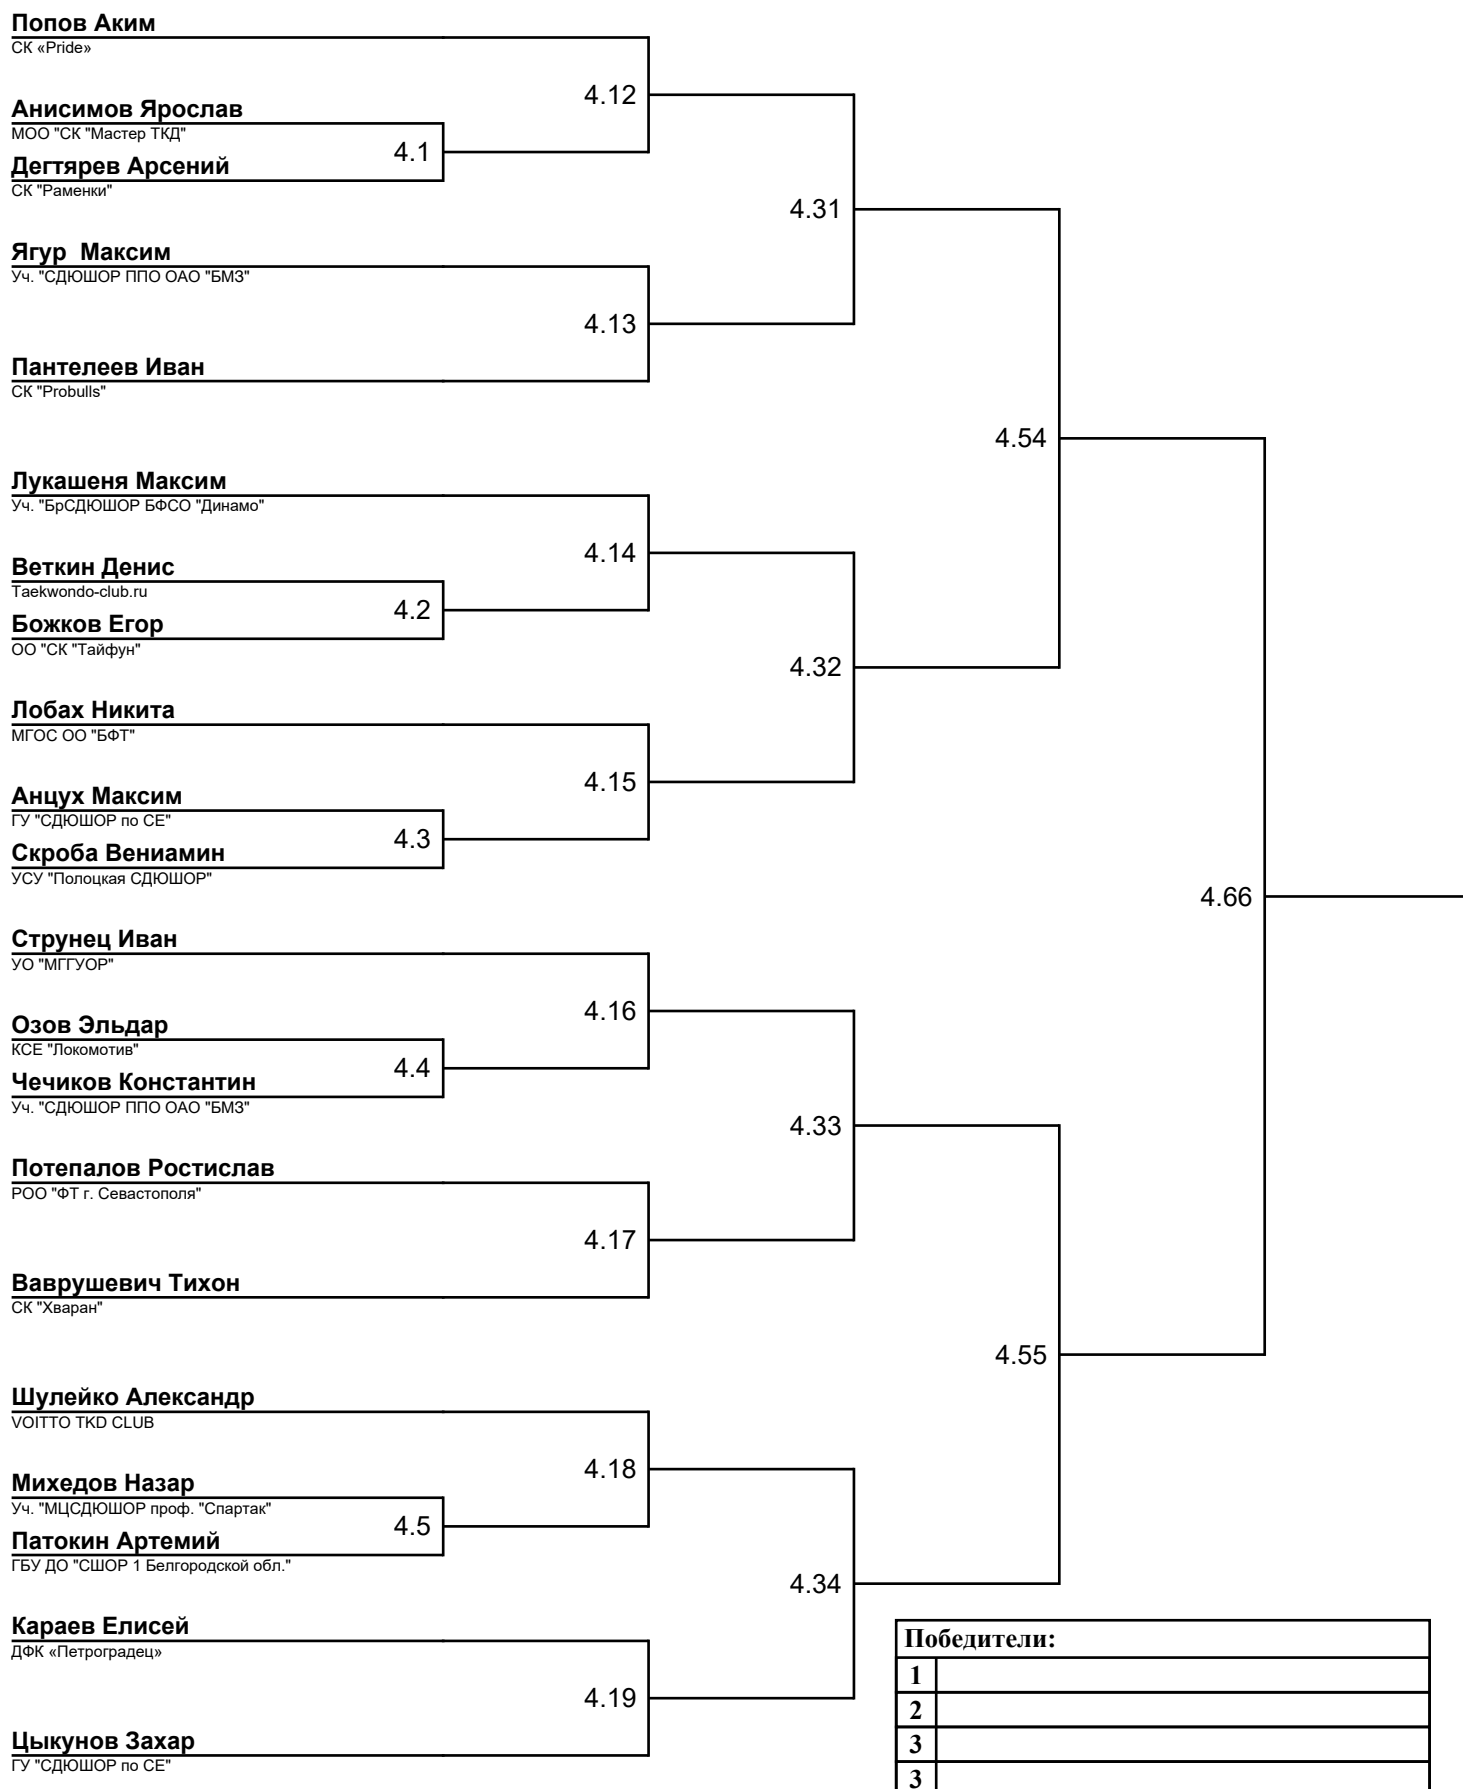 Попов Аким
СК «Pride»
4.12
Анисимов Ярослав
МОО "СК "Мастер ТКД"
4.1
Дегтярев Арсений
СК "Раменки"
4.31
Ягур  Максим
Уч. "СДЮШОР ППО ОАО "БМЗ"
4.13
Пантелеев Иван
СК "Probulls"
4.54
Лукашеня Максим
Уч. "БрСДЮШОР БФСО "Динамо"
4.14
Веткин Денис
Taekwondo-club.ru
4.2
Божков Егор
ОО "СК "Тайфун"
4.32
Лобах Никита
МГОС ОО "БФТ"
4.15
Анцух Максим
ГУ "СДЮШОР по СЕ"
4.3
Скроба Вениамин
УСУ "Полоцкая СДЮШОР"
4.66
Струнец Иван
УО "МГГУОР"
4.16
Озов Эльдар
КСЕ "Локомотив"
4.4
Чечиков Константин
Уч. "СДЮШОР ППО ОАО "БМЗ"
4.33
Потепалов Ростислав
РОО "ФТ г. Севастополя"
4.17
Ваврушевич Тихон
СК "Хваран"
4.55
Шулейко Александр
VOITTO TKD CLUB
4.18
Михедов Назар
Уч. "МЦСДЮШОР проф. "Спартак"
4.5
Патокин Артемий
ГБУ ДО "СШОР 1 Белгородской обл."
4.34
Караев Елисей
ДФК «Петроградец»
4.19
Цыкунов Захар
ГУ "СДЮШОР по СЕ"
Победители:
1
2
3
3